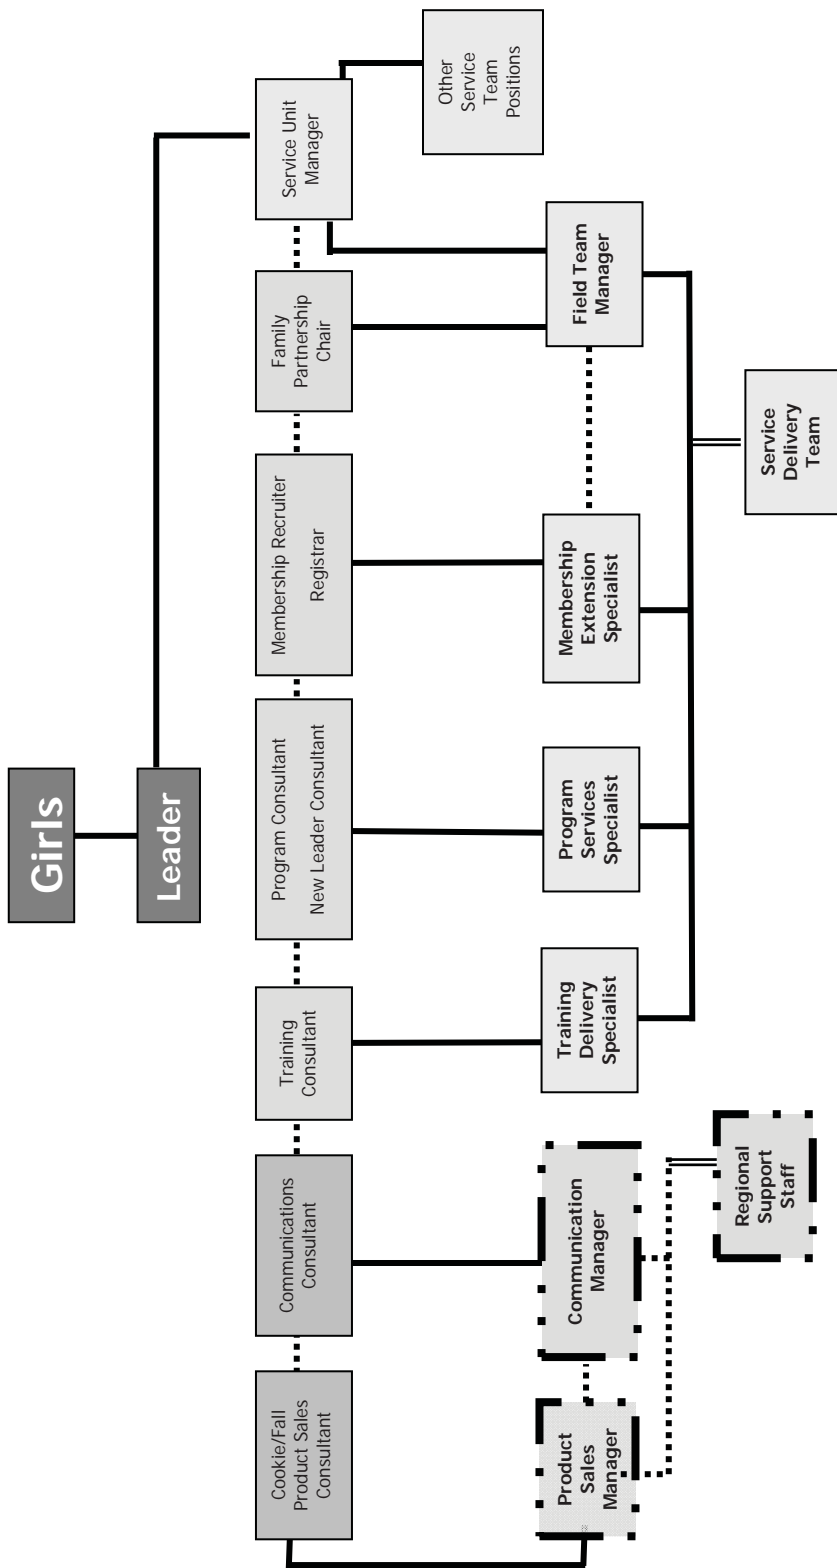 Girls
Leader
Cookie/Fall
Product Sales
Consultant
Communications
Consultant
Training
Consultant
Program Consultant
New Leader Consultant
Membership Recruiter
Registrar
Family
Partnership
Chair
Service Unit
Manager
Other
Service
Team
Positions
Product
Sales
Manager
Communication
Manager
Training
Delivery
Specialist
Program
Services
Specialist
Membership
Extension
Specialist
Field Team
Manager
Regional
Support
Staff
Service
Delivery
Team